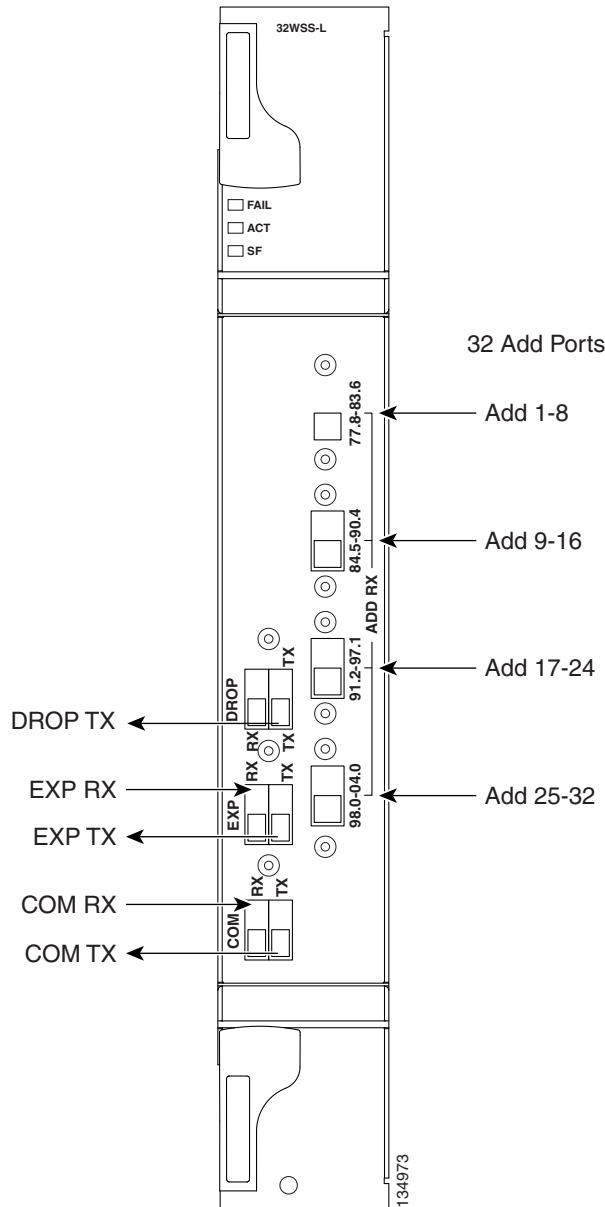 32WSS-L
FAIL
ACT
SF
32 Add Ports
77.8-83.6
Add 1-8
84.5-90.4
Add 9-16
ADD RX
91.2-97.1
Add 17-24
98.0-04.0
Add 25-32
DROP
TX
RX
TX
DROP TX
EXP
RX
TX
EXP RX
EXP TX
COM
RX
TX
COM RX
COM TX
134973